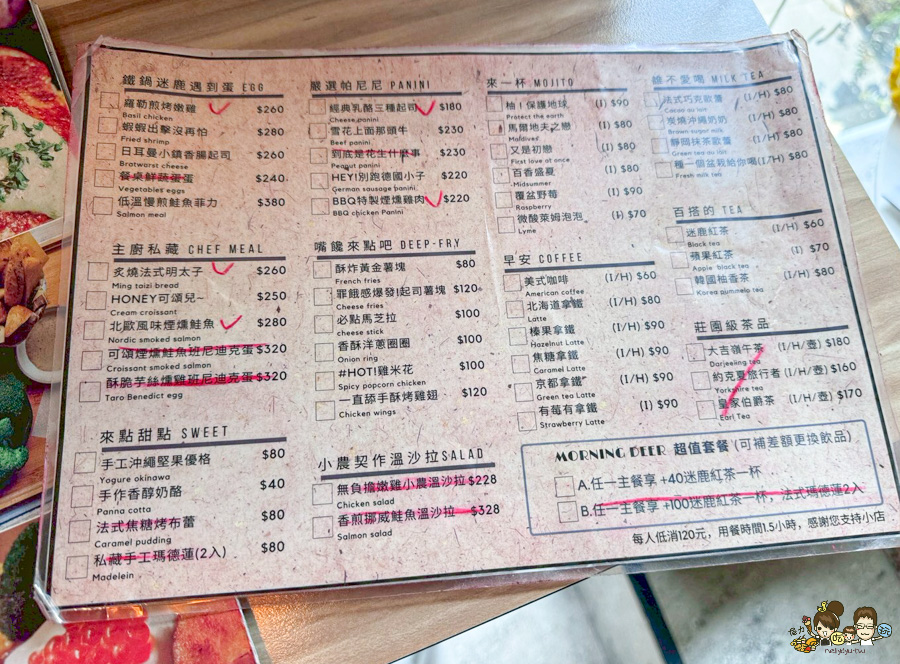 鐵鍋迷鹿遇到蛋 EGG
羅勒煎烤嫩雞 $260
Basil chicken
蝦蝦出擊沒再怕 $280
Fried shrimp
日耳曼小鎮香腸起司 $260
Bratwarst cheese
餐桌鮮蔬蛋蛋 $240
Vegetables eggs
低溫慢煎鮭魚菲力 $380
Salmon meal
主廚私藏 CHEF MEAL
炙燒法式明太子 $260
Ming taizi bread
HONEY可頌兒~ $250
Cream croissant
北歐風味煙燻鮭魚 $280
Nordic smoked salmon
可頌煙燻鮭魚班尼迪克蛋 $320
Croissant smoked salmon
酥脆芋絲燻雞班尼迪克蛋 $320
Taro Benedict egg
來點甜點 SWEET
手工沖繩堅果優格 $80
Yogure okinawa
手作香醇奶酪 $40
Panna cotta
法式焦糖烤布蕾 $80
Caramel pudding
私藏手工瑪德蓮(2入) $80
Madelein
嚴選帕尼尼 PANINI
經典乳酪三種起司 $180
Cheese panini
雪花上面那頭牛 $230
Beef panini
到底是花生什麼事 $230
Peanut panini
HEY!別跑德國小子 $220
German sausage panini
BBQ特製煙燻雞肉 $220
BBQ chicken Panini
嘴饞來點吧 DEEP-FRY
酥炸黃金薯塊 $80
French fries
罪餓感爆發!起司薯塊 $120
Cheese fries
必點馬芝拉 $100
cheese stick
香酥洋蔥圈圈 $100
Onion ring
#HOT!雞米花 $100
Spicy popcorn chicken
一直舔手酥烤雞翅 $120
Chicken wings
小農契作溫沙拉SALAD
無負擔嫩雞小農溫沙拉 $228
Chicken salad
香煎挪威鮭魚溫沙拉 $328
Salmon salad
來一杯 MOJITO
柚!保護地球 (I) $90
Protect the earth
馬爾地夫之戀 (I) $80
Maldives
又是初戀 (I) $80
First love at once
百香盛夏 (I) $80
Midsummer
覆盆野莓 (I) $90
Raspberry
微酸萊姆泡泡 (I) $70
Lyme
早安 COFFEE
美式咖啡 (I/H) $60
American coffee
北海道拿鐵 (I/H) $80
Latte
榛果拿鐵 (I/H) $90
Hazelnut Latte
焦糖拿鐵 (I/H) $90
Caramel Latte
京都拿鐵 (I/H) $90
Green tea Latte
有莓有拿鐵 (I) $90
Strawberry Latte
誰不愛喝 MILK TEA
法式巧克歐蕾 (I/H) $80
Cacao au lait
炭燒沖繩奶奶 (I/H) $80
Brown sugar milk
靜岡抹茶歐蕾 (I/H) $80
Green tea au lait
種一個盆栽給你喝 (I/H) $80
Fresh milk tea
百搭的 TEA
迷鹿紅茶 (I/H) $60
Black tea
蘋果紅茶 (I) $70
Apple black tea
韓國柚香茶 (I/H) $80
Korea pummelo tea
莊園級茶品
大吉嶺午茶 (I/H/壺) $180
Darjeeling tea
約克夏旅行者 (I/H/壺) $160
Yorkshire tea
皇家伯爵茶 (I/H/壺) $170
Earl Tea
MORNING DEER 超值套餐 (可補差額更換飲品)
A.任一主餐享 +40迷鹿紅茶一杯
B.任一主餐享 +100迷鹿紅茶一杯，法式瑪德蓮2入
每人低消120元，用餐時間1.5小時，感謝您支持小店
nellydyu.tw